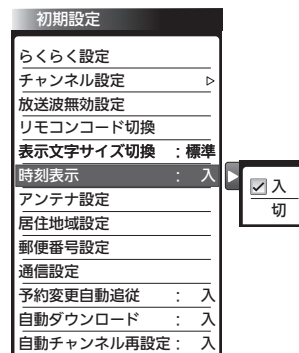 初期設定
らくらく設定
チャンネル設定 ▷
放送波無効設定
リモコンコード切換
表示文字サイズ切換 : 標準
時刻表示 : 入
アンテナ設定
居住地域設定
郵便番号設定
通信設定
予約変更自動追従 : 入
自動ダウンロード : 入
自動チャンネル再設定 : 入
入
切